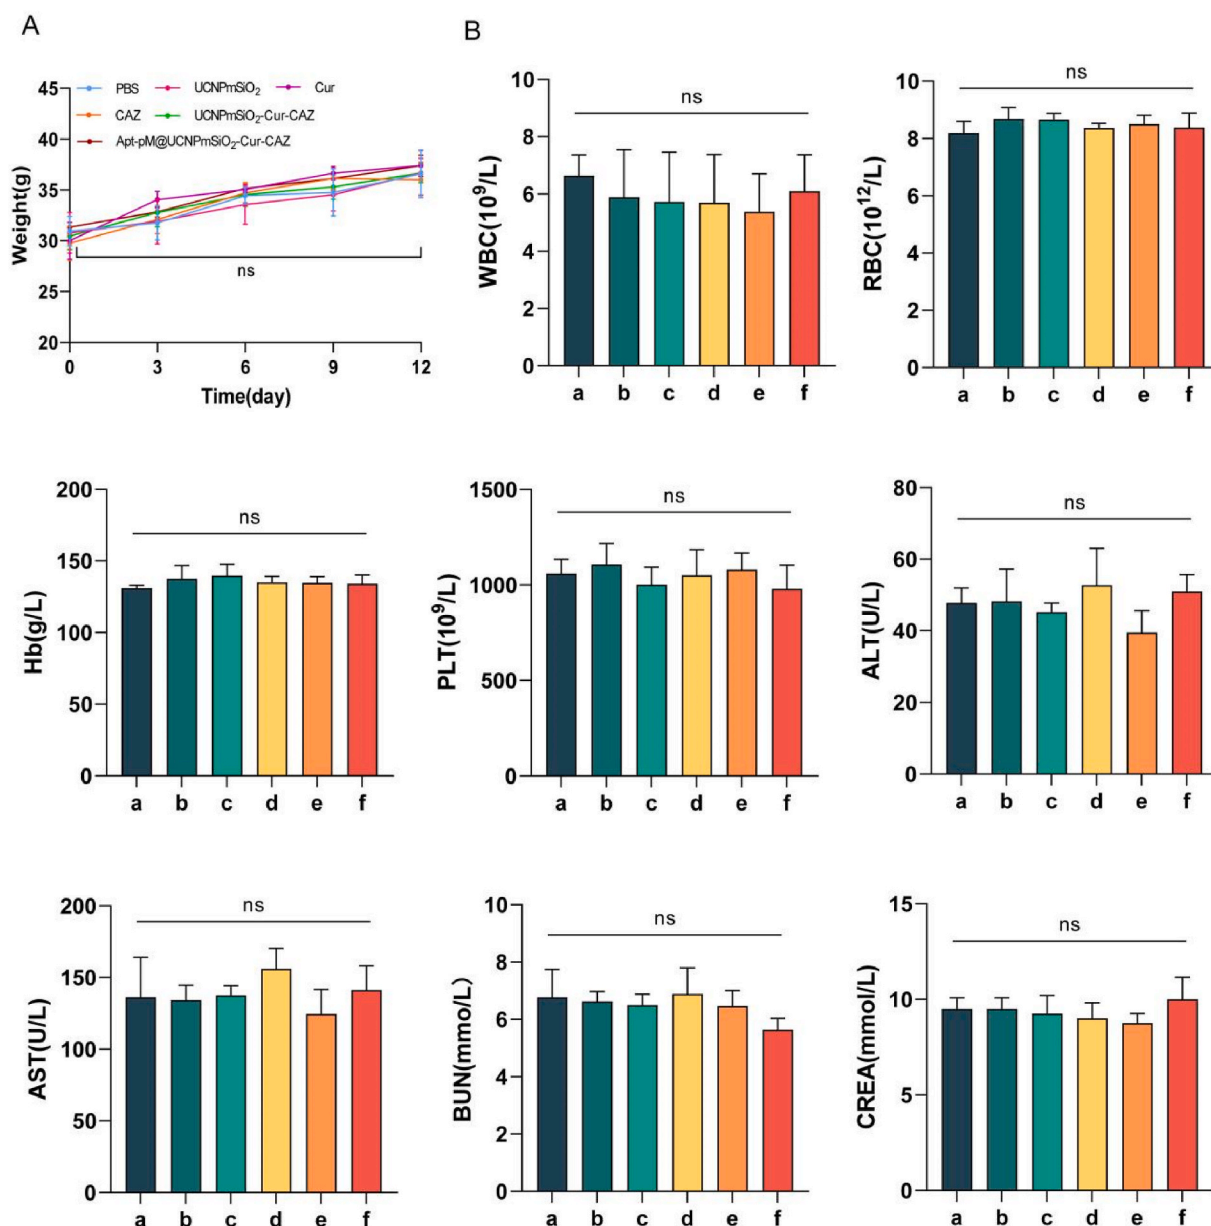 A
B
PBS UCNPmSiO₂ Cur
CAZ UCNPmSiO₂-Cur-CAZ
Apt-pM@UCNPmSiO₂-Cur-CAZ
Weight(g)
45
40
35
30
25
20
ns
0 3 6 9 12
Time(day)
WBC(10⁹/L)
10
8
6
4
2
0
ns
a b c d e f
RBC(10¹²/L)
10
8
6
4
2
0
ns
a b c d e f
Hb(g/L)
200
150
100
50
0
ns
a b c d e f
PLT(10⁹/L)
1500
1000
500
0
ns
a b c d e f
ALT(U/L)
80
60
40
20
0
ns
a b c d e f
AST(U/L)
200
150
100
50
0
ns
a b c d e f
BUN(mmo/L)
10
8
6
4
2
0
ns
a b c d e f
CREA(mmol/L)
15
10
5
0
ns
a b c d e f